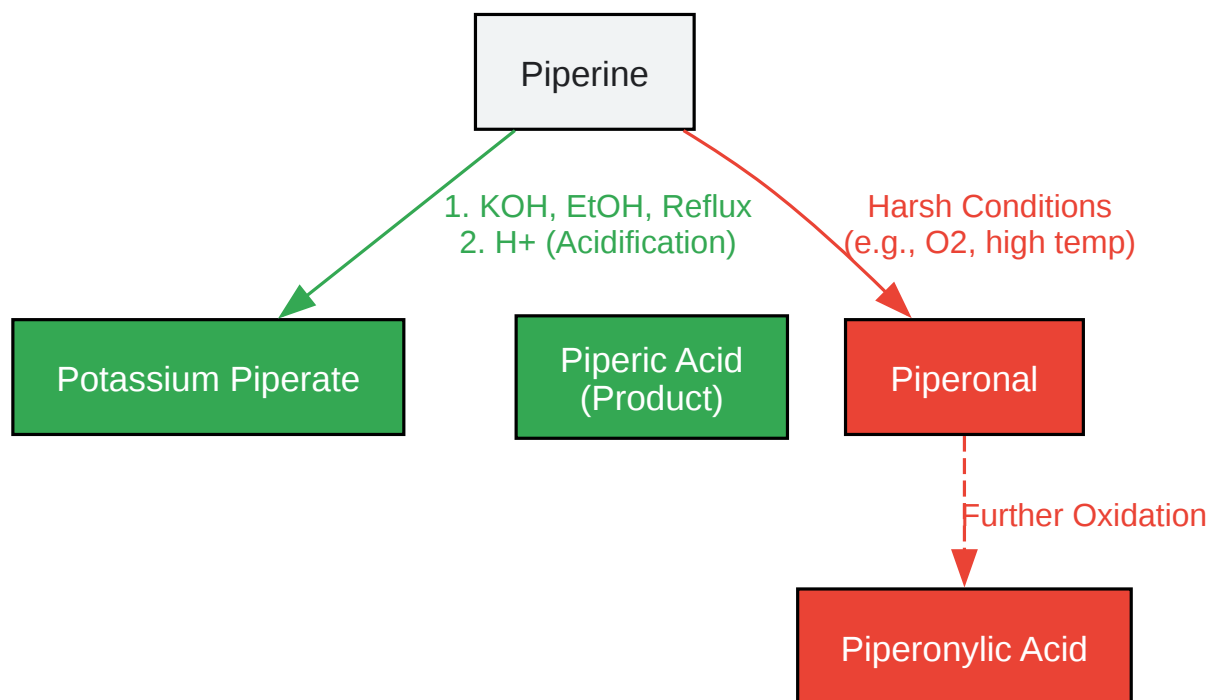 Piperine
1. KOH, EtOH, Reflux
2. H+ (Acidification)
Harsh Conditions
(e.g., O2, high temp)
Potassium Piperate
Piperic Acid
(Product)
Piperonal
Further Oxidation
Piperonylic Acid